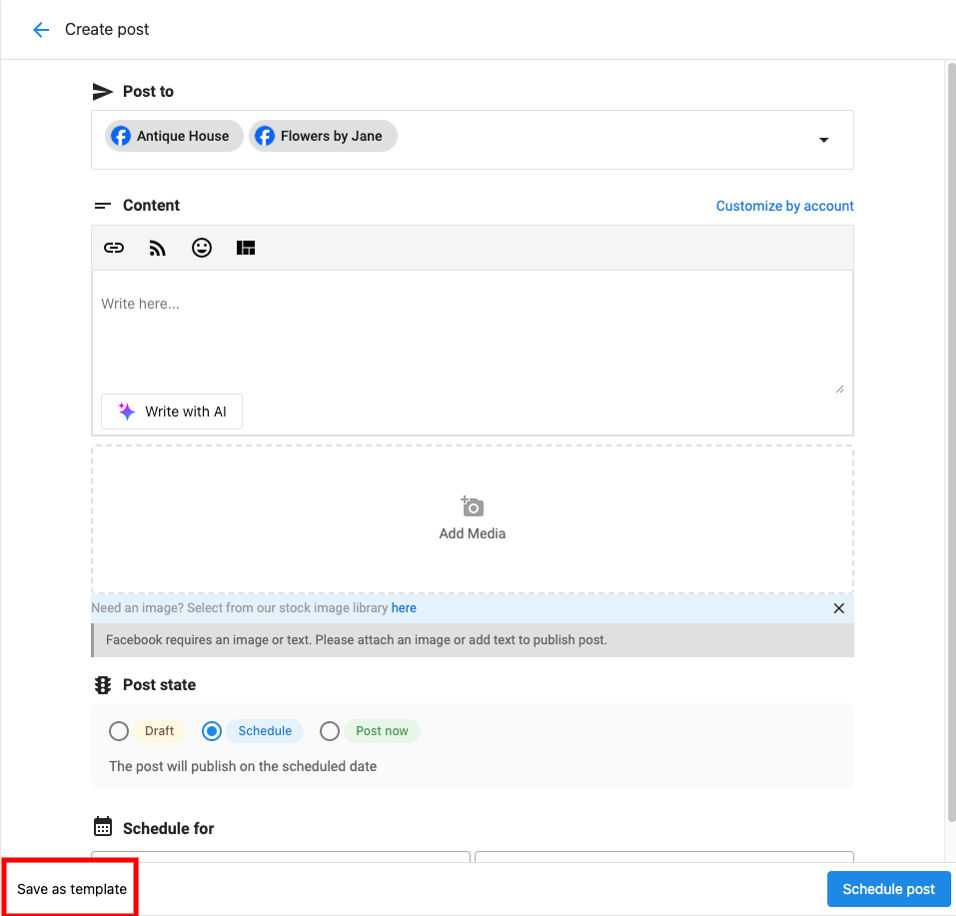 Create post
Post to
Antique House Flowers by Jane
Content Customize by account
Write here...
Write with AI
Add Media
Need an image? Select from our stock image library here
Facebook requires an image or text. Please attach an image or add text to publish post.
Post state
Draft Schedule Post now
The post will publish on the scheduled date
Schedule for
Save as template Schedule post